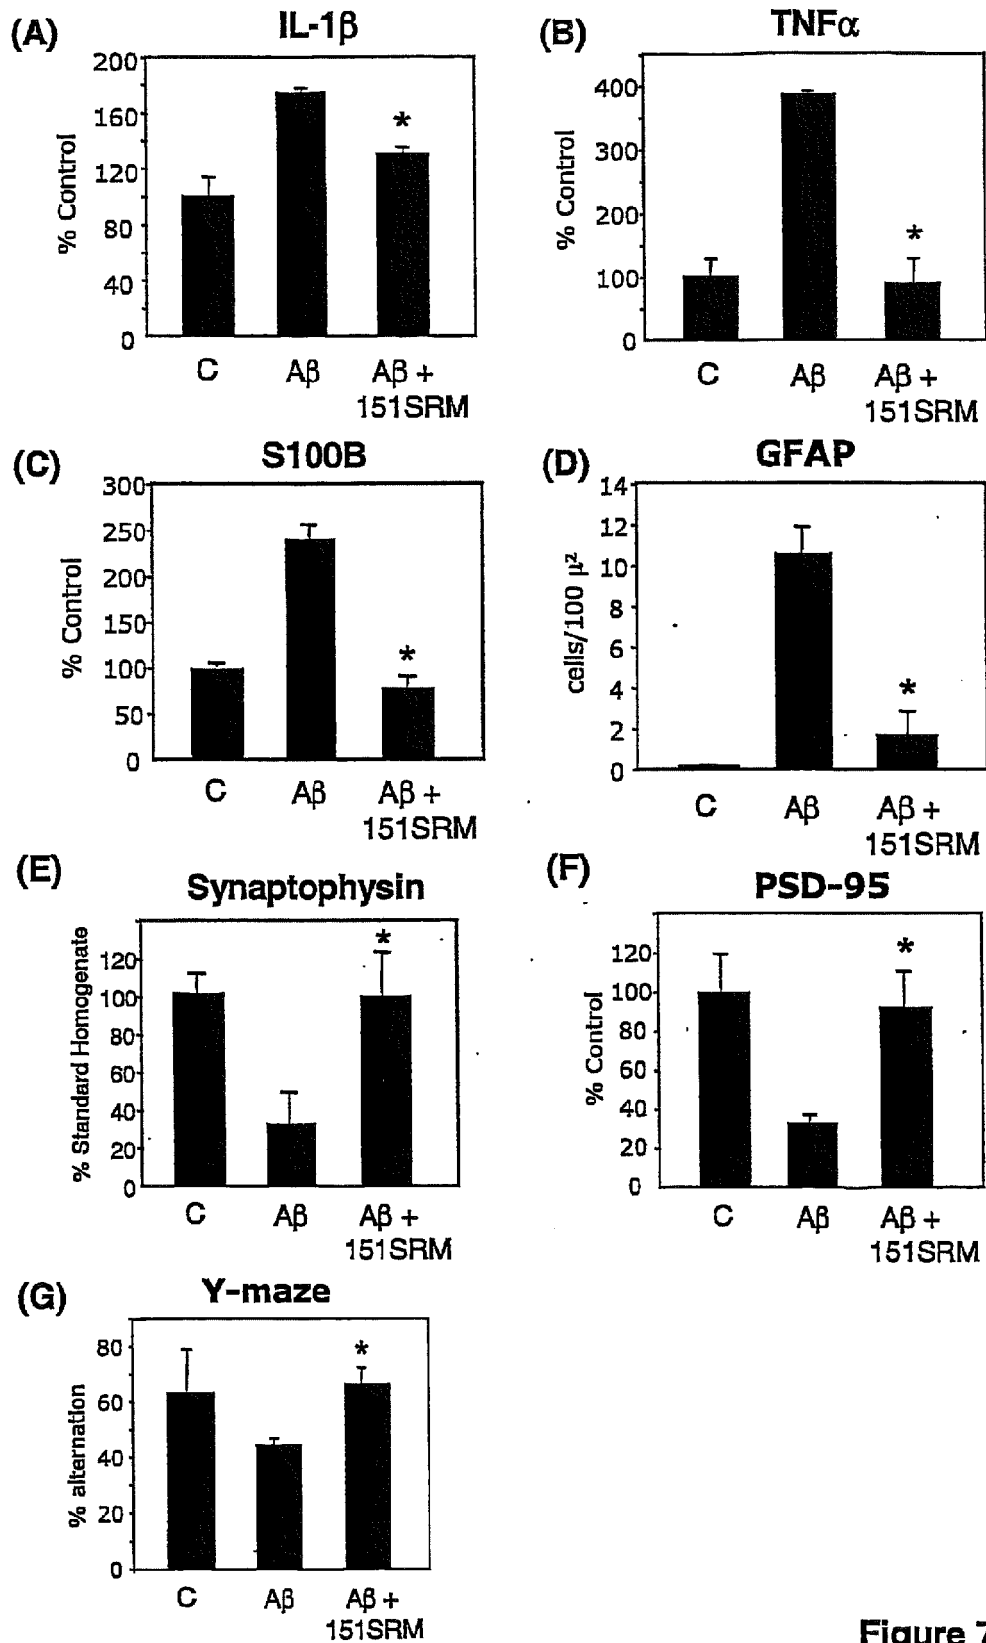 (A) IL-1β
% Control
200
160
120
80
40
0
C Aβ Aβ +
151SRM
(B) TNFα
% Control
400
300
200
100
0
*
C Aβ Aβ +
151SRM
(C) S100B
% Control
300
250
200
150
100
50
0
*
C Aβ Aβ +
151SRM
(D) GFAP
cells/100 µ²
14
12
10
8
6
4
2
0
*
C Aβ Aβ +
151SRM
(E) Synaptophysin
% Standard Homogenate
120
100
80
60
40
20
0
*
C Aβ Aβ +
151SRM
(F) PSD-95
% Control
120
100
80
60
40
20
0
*
C Aβ Aβ +
151SRM
(G) Y-maze
% alternation
80
60
40
20
0
*
C Aβ Aβ +
151SRM
Figure 7